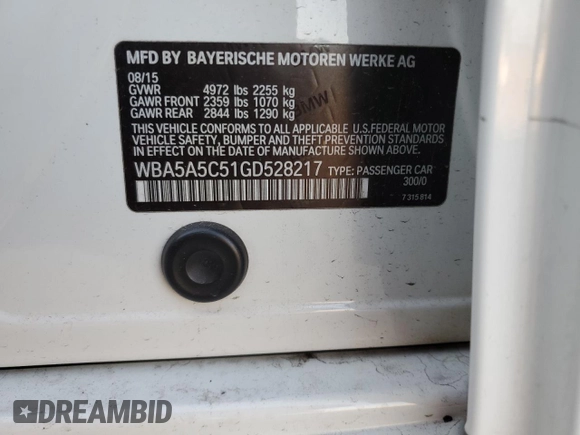 MFD BY BAYERISCHE MOTOREN WERKE AG
08/15
GVWR 4972 lbs 2255 kg
GAWR FRONT 2359 lbs 1070 kg
GAWR REAR 2844 lbs 1290 kg
THIS VEHICLE CONFORMS TO ALL APPLICABLE U.S.FEDERAL MOTOR
VEHICLE SAFETY, BUMPER AND THEFT PREVENTION STANDARDS
IN EFFECT ON THE DATE OF MANUFACTURE SHOWN ABOVE.
WBA5A5C51GD528217 TYPE: PASSENGER CAR
300/0
7 315 814
DREAMBID